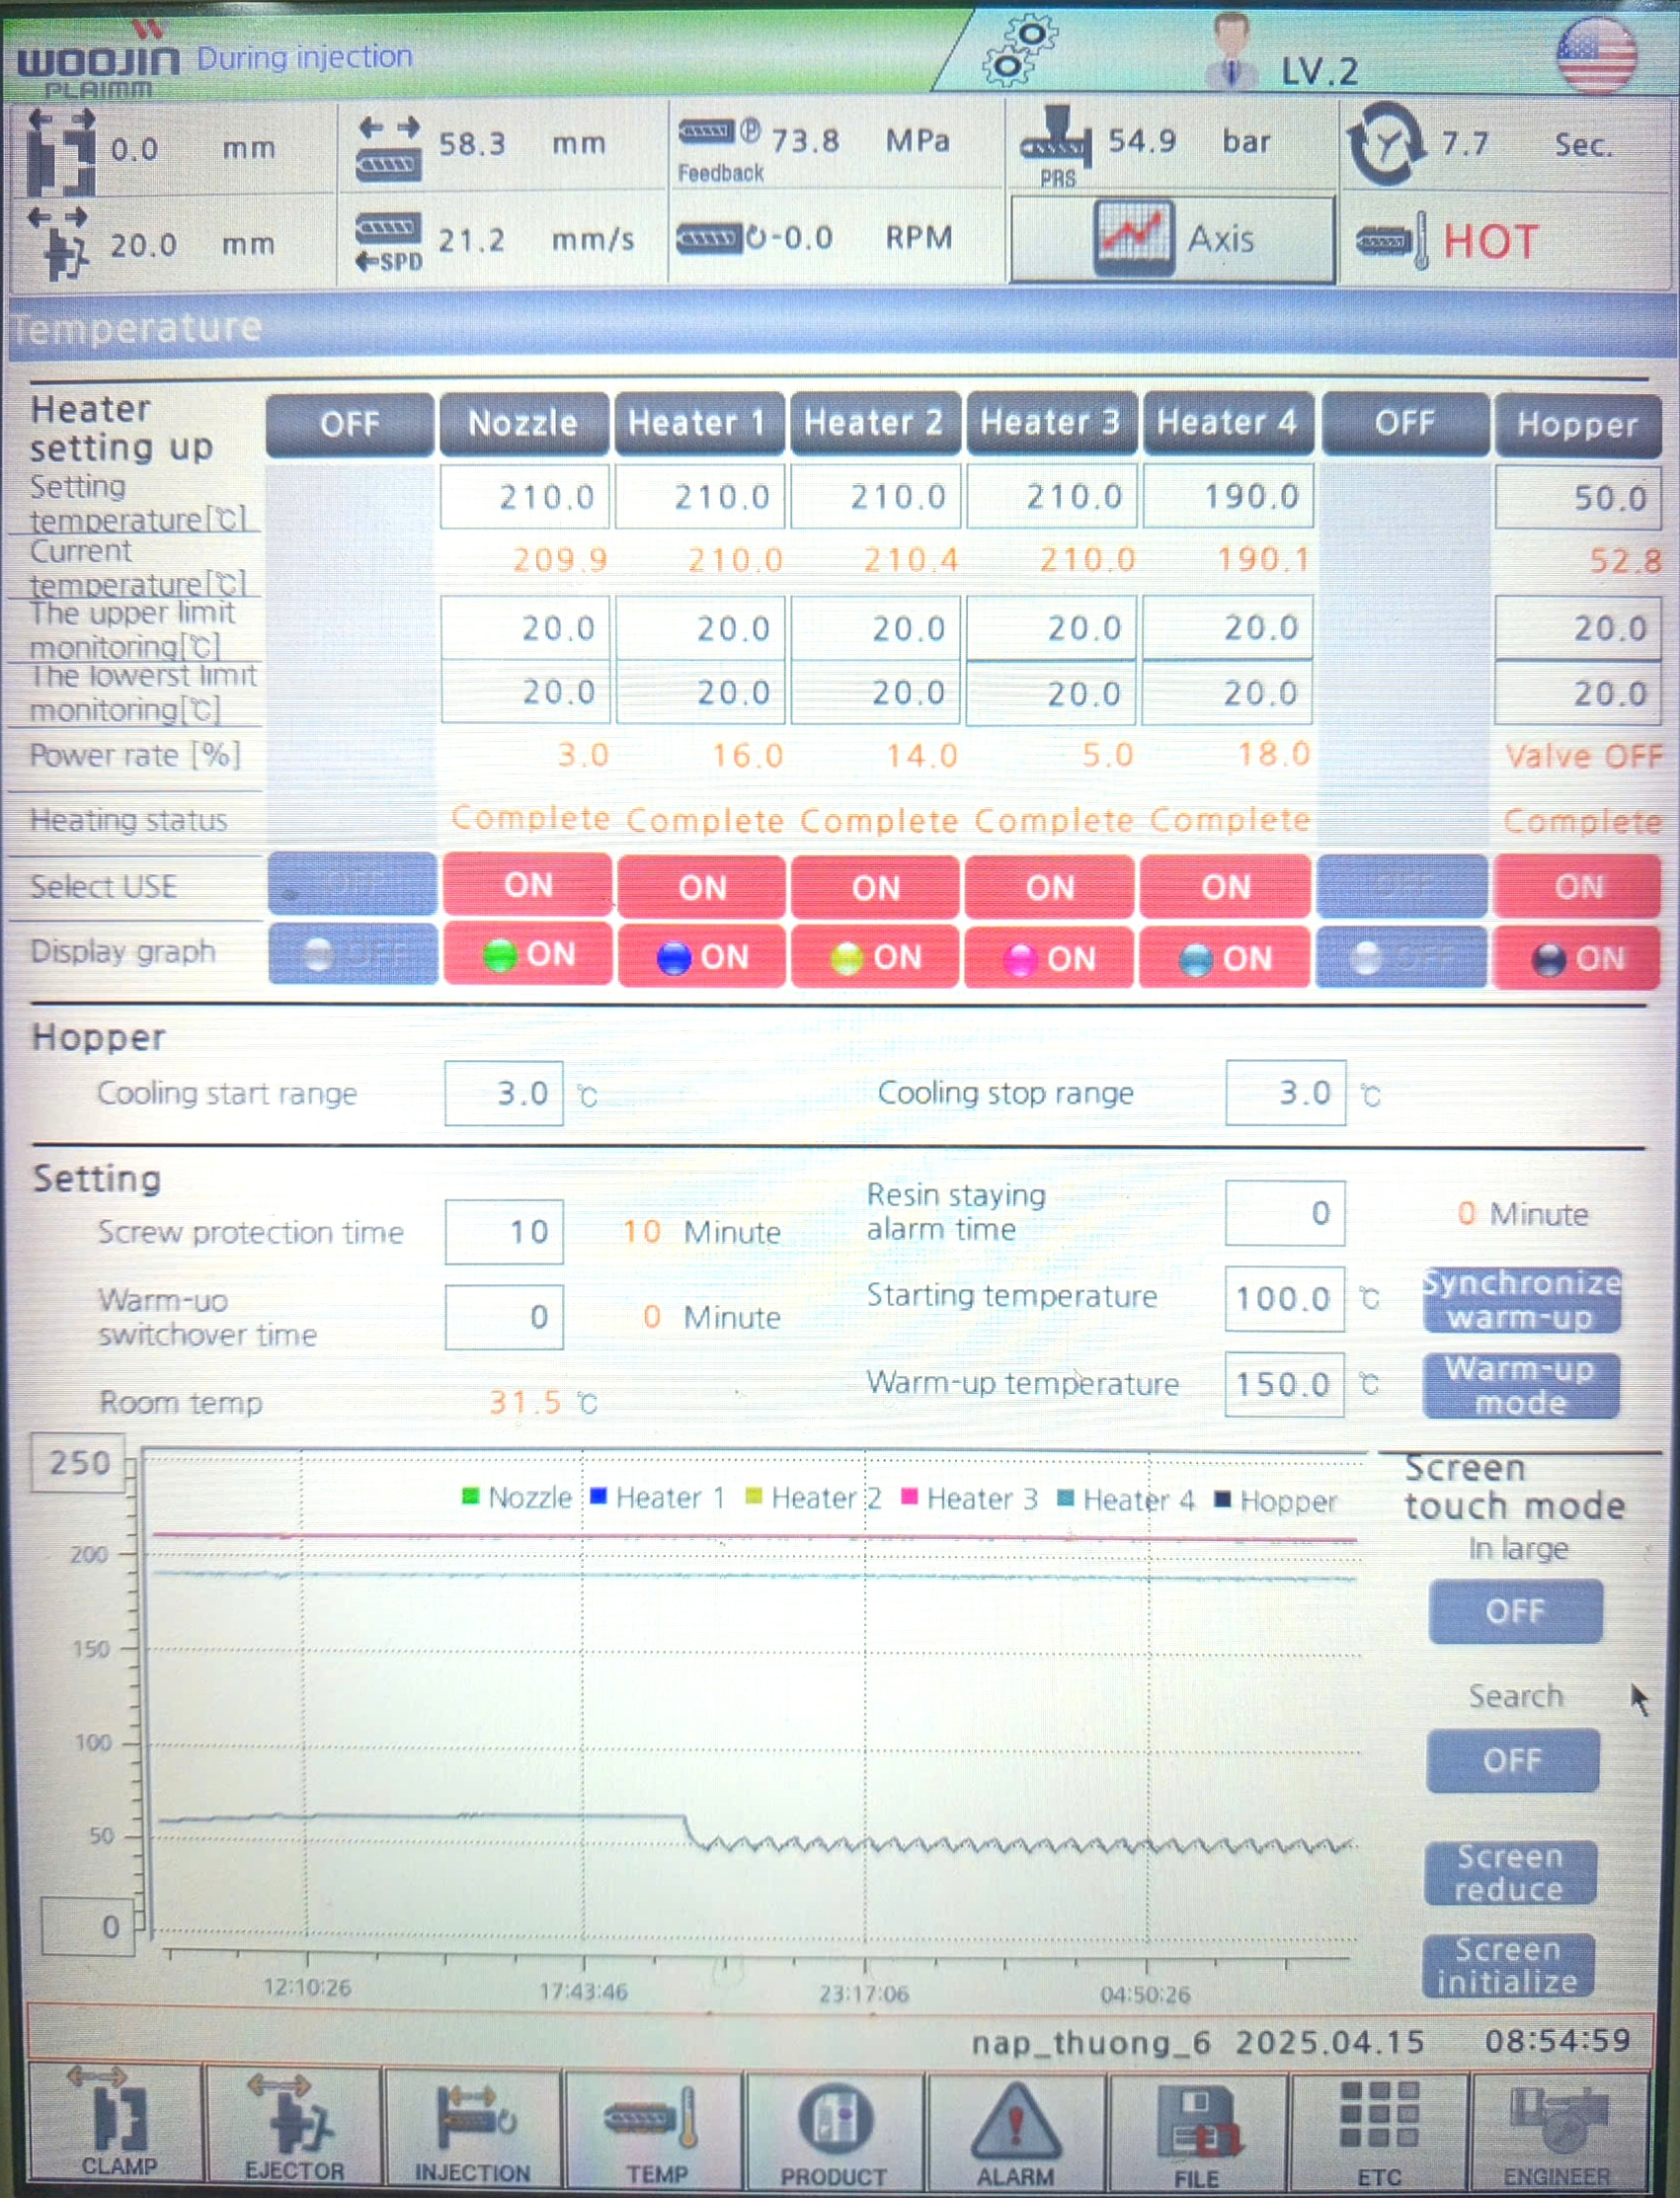 WOOJIN
PLAIMM
During injection
LV.2
0.0 mm
58.3 mm
Feedback
73.8 MPa
PRS
54.9 bar
7.7 Sec.
20.0 mm
SPD
21.2 mm/s
-0.0 RPM
Axis
HOT
Temperature
Heater
setting up
OFF Nozzle Heater 1 Heater 2 Heater 3 Heater 4 OFF Hopper
Setting
temperature[℃]
210.0 210.0 210.0 210.0 190.0 50.0
Current
temperature[℃]
209.9 210.0 210.4 210.0 190.1 52.8
The upper limit
monitoring[℃]
20.0 20.0 20.0 20.0 20.0 20.0
The lowerst limit
monitoring[℃]
20.0 20.0 20.0 20.0 20.0 20.0
Power rate [%] 3.0 16.0 14.0 5.0 18.0 Valve OFF
Heating status Complete Complete Complete Complete Complete Complete
Select USE OFF ON ON ON ON ON OFF ON
Display graph OFF ON ON ON ON ON OFF ON
Hopper
Cooling start range 3.0 ℃
Cooling stop range 3.0 ℃
Setting
Screw protection time 10 10 Minute
Resin staying
alarm time
0 0 Minute
Warm-uo
switchover time
0 0 Minute
Starting temperature 100.0 ℃
Synchronize
warm-up
Room temp 31.5 ℃
Warm-up temperature 150.0 ℃
Warm-up
mode
250
200
150
100
50
0
Nozzle Heater 1 Heater 2 Heater 3 Heater 4 Hopper
12:10:26 17:43:46 23:17:06 04:50:26
Screen
touch mode
In large
OFF
Search
OFF
Screen
reduce
Screen
initialize
nap_thuong_6 2025.04.15 08:54:59
CLAMP EJECTOR INJECTION TEMP PRODUCT ALARM FILE ETC ENGINEER